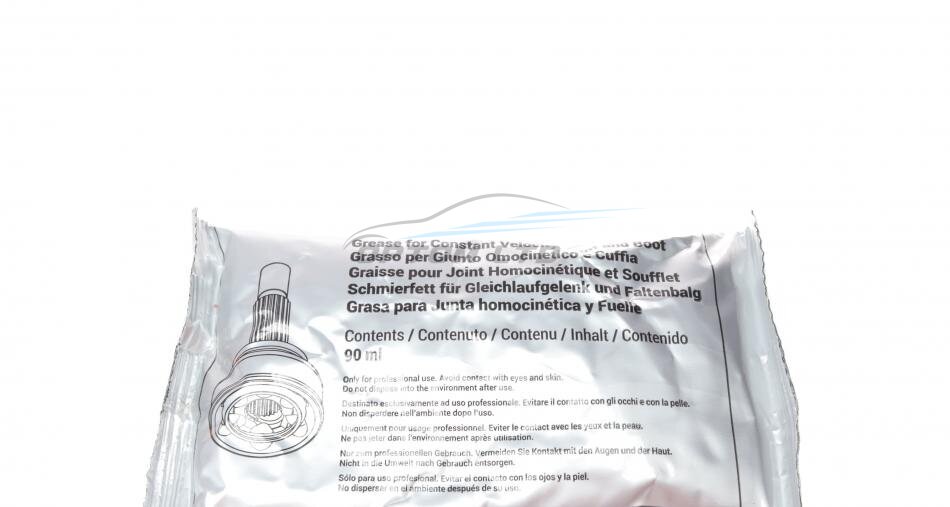 Grease for Constant Velocity Joint and Boot
Grasso per Giunto Omocinetico e Cuffia
Graisse pour Joint Homocinétique et Soufflet
Schmierfett für Gleichlaufgelenk und Faltenbalg
Grasa para Junta homocinética y Fuelle
Contents / Contenuto / Contenu / Inhalt / Contenido
90 ml
Only for professional use. Avoid contact with eyes and skin.
Do not dispose into the environment after use.
Destinato esclusivamente ad uso professionale. Evitare il contatto con gli occhi e con la pelle.
Non disperdere nell'ambiente dopo l'uso.
Uniquement pour usage professionnel. Eviter le contact avec les yeux et la peau.
Ne pas jeter dans l'environnement après utilisation.
Nur zum professionellen Gebrauch. Vermeiden Sie Kontakt mit den Augen und der Haut.
Nicht in die Umwelt nach Gebrauch entsorgen.
Sólo para uso profesional. Evitar el contacto con los ojos y la piel.
No dispersar en el ambiente después de su uso.